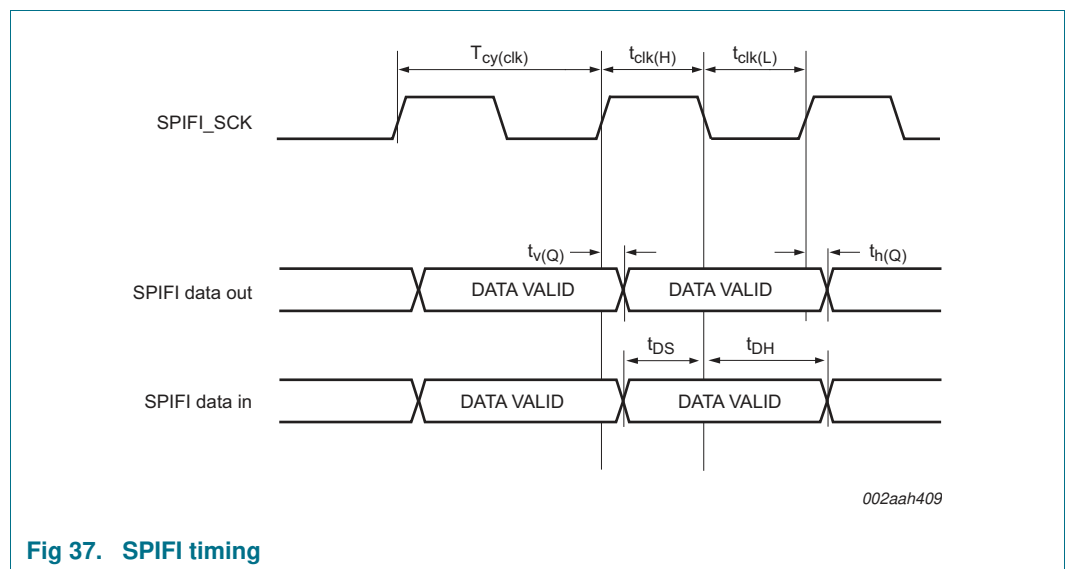 Tcy(clk) tclk(H) tclk(L)
SPIFI_SCK
tv(Q) th(Q)
SPIFI data out DATA VALID DATA VALID
tDS tDH
SPIFI data in DATA VALID DATA VALID
002aah409
Fig 37. SPIFI timing